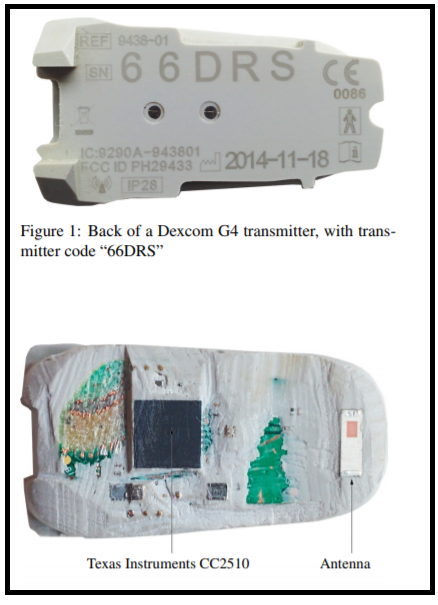 REF 9438-01
SN 66DRS CE
0086
IC:9290A-943801
FCC ID PH29433 2014-11-18
IP28
Figure 1: Back of a Dexcom G4 transmitter, with trans-
mitter code “66DRS”
Texas Instruments CC2510 Antenna